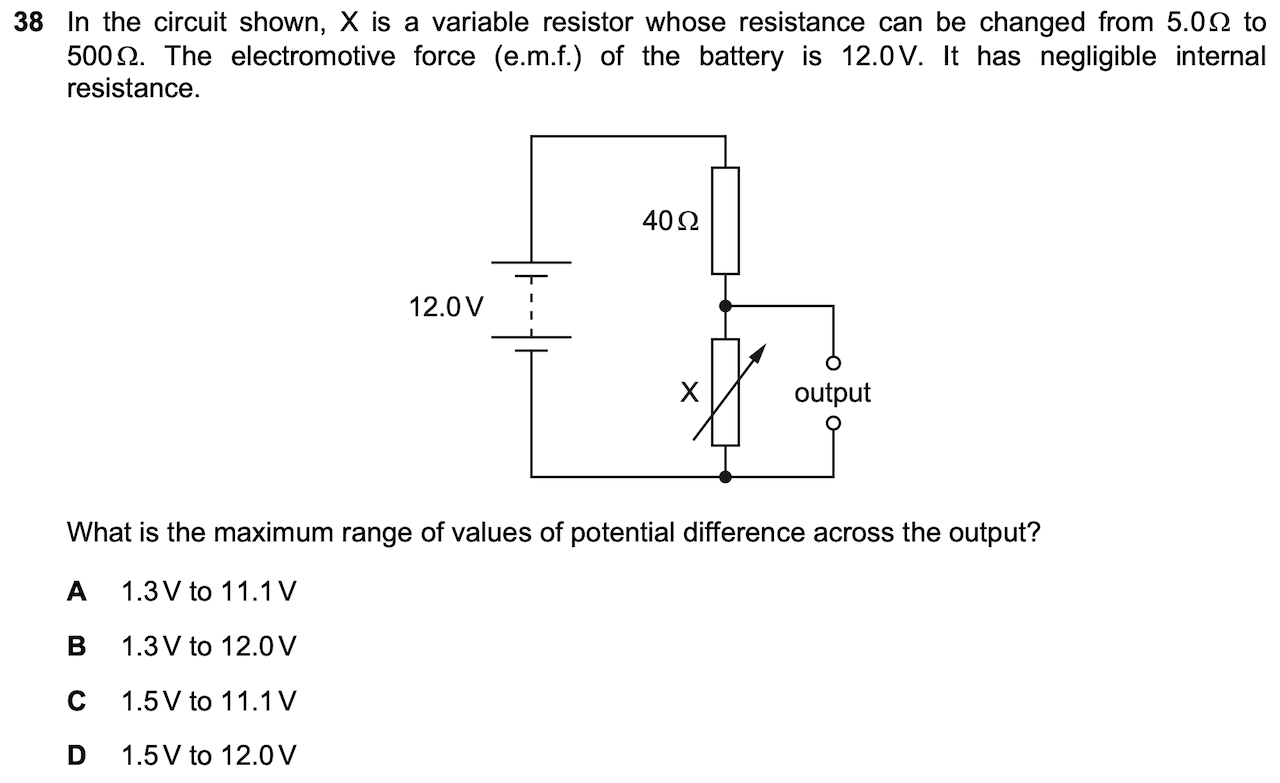 38 In the circuit shown, X is a variable resistor whose resistance can be changed from 5.0Ω to
500Ω. The electromotive force (e.m.f.) of the battery is 12.0V. It has negligible internal
resistance.
40Ω
12.0V
X
output
What is the maximum range of values of potential difference across the output?
A 1.3V to 11.1V
B 1.3V to 12.0V
C 1.5V to 11.1V
D 1.5V to 12.0V